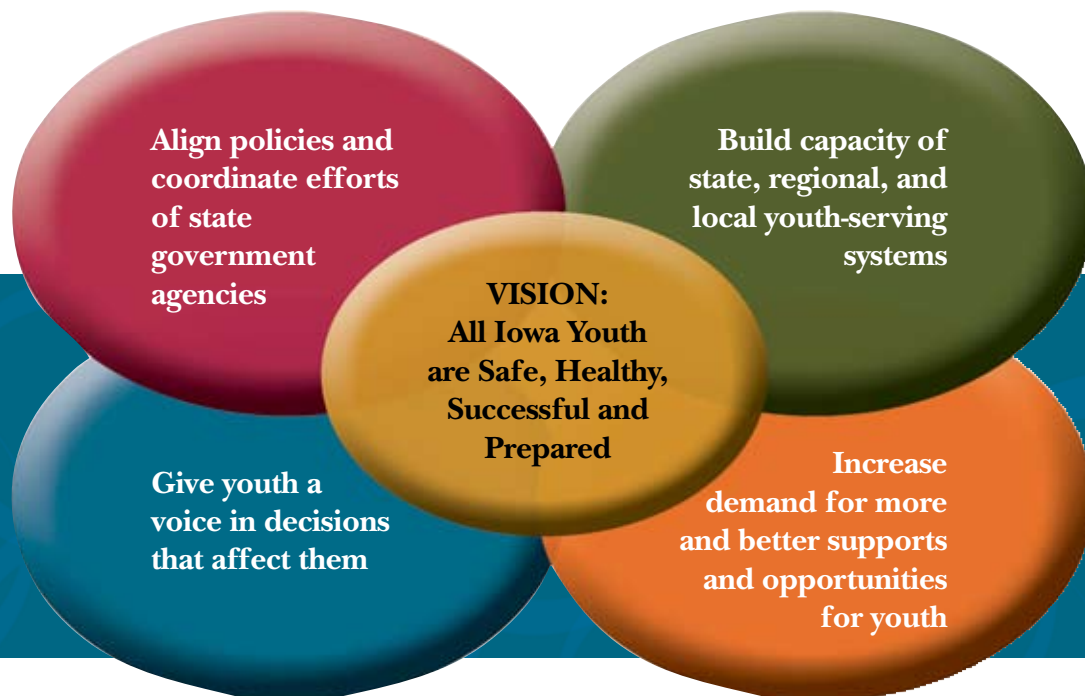 Align policies and
coordinate efforts
of state
government
agencies
Build capacity of
state, regional, and
local youth-serving
systems
VISION:
All Iowa Youth
are Safe, Healthy,
Successful and
Prepared
Give youth a
voice in decisions
that affect them
Increase
demand for more
and better supports
and opportunities
for youth